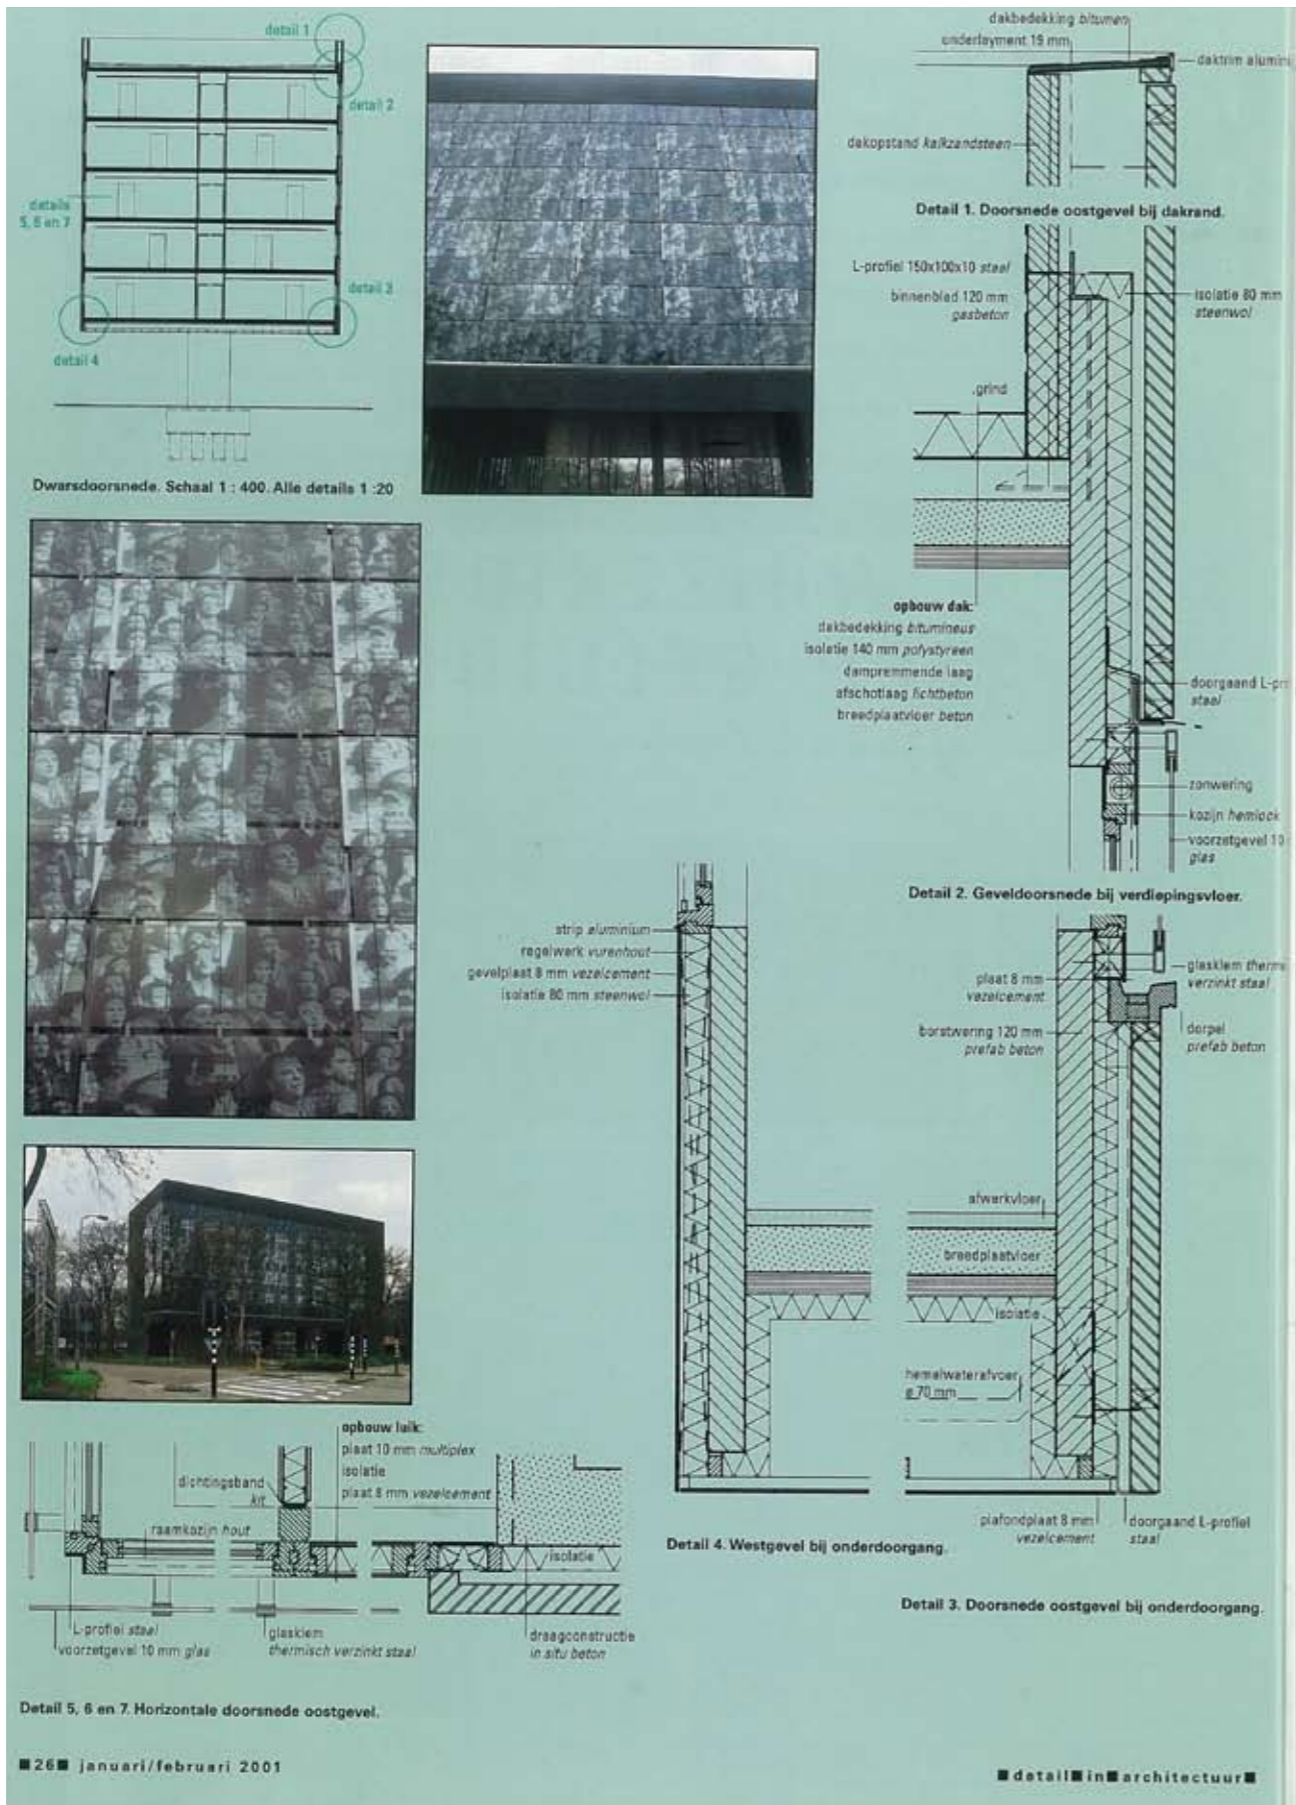 detail 1
detail 2
details
5, 6 en 7
detail 3
detail 4
Dwarsdoorsnede. Schaal 1 : 400. Alle details 1 :20
dakbedekking bitumen
underlayment 19 mm
daktrim alumini
dakopstand kalkzandsteen
Detail 1. Doorsnede oostgevel bij dakrand.
L-profiel 150x100x10 staal
binnenblad 120 mm
gasbeton
isolatie 80 mm
steenwol
grind
opbouw dak:
dakbedekking bitumineus
isolatie 140 mm polystyreen
dampremmende laag
afschotlaag lichtbeton
breedplaatvloer beton
doorgaand L-pro
staal
zonwering
kozijn hemlock
voorzetgevel 10
glas
Detail 2. Geveldoorsnede bij verdiepingsvloer.
strip aluminium
regelwerk vurenhout
gevelplaat 8 mm vezelcement
isolatie 80 mm steenwol
plaat 8 mm
vezelcement
glasklem therm
verzinkt staal
borstwering 120 mm
prefab beton
dorpel
prefab beton
afwerkvloer
breedplaatvloer
isolatie
hemelwaterafvoer
ø 70 mm
plafondplaat 8 mm
vezelcement
doorgaand L-profiel
staal
Detail 4. Westgevel bij onderdoorgang.
Detail 3. Doorsnede oostgevel bij onderdoorgang.
opbouw luik:
plaat 10 mm multiplex
isolatie
plaat 8 mm vezelcement
dichtingsband
kit
raamkozijn hout
isolatie
L-profiel staal
voorzetgevel 10 mm glas
glasklem
thermisch verzinkt staal
draagconstructie
in situ beton
Detail 5, 6 en 7. Horizontale doorsnede oostgevel.
■26■ januari/februari 2001
■detail■in■architectuur■